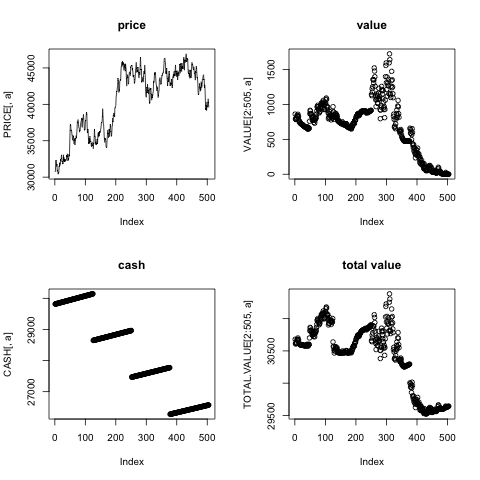 price
PRICE[, a]
30000 35000 40000 45000
0 100 200 300 400 500
Index
value
VALUE[2:505, a]
0 500 1000 1500
0 100 200 300 400 500
Index
cash
CASH[, a]
27000 29000
0 100 200 300 400 500
Index
total value
TOTAL.VALUE[2:505, a]
29500 30500
0 100 200 300 400 500
Index